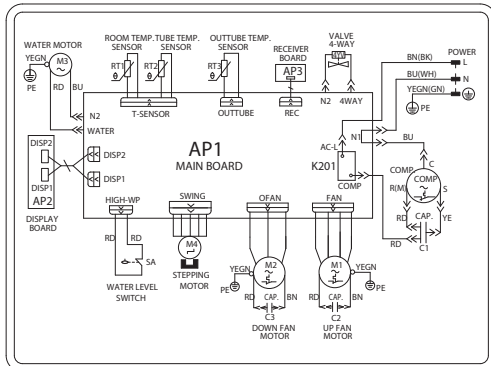 ROOM TEMP. TUBE TEMP. OUTTUBE TEMP.
SENSOR SENSOR SENSOR
RECEIVER
BOARD
VALVE
4-WAY
WATER MOTOR
YEGN
M3
PE
RD BU
RT1 RT2 RT3
θ θ θ
AP3
BN(BK)
POWER
L
BU(WH)
N
YEGN(GN)
PE
T-SENSOR
OUTTUBE
REC
N2 4WAY
N2
WATER
N1
BU
AC-L
AP1
MAIN BOARD
K201
COMP
DISP2
DISP1
AP2
DISPLAY
BOARD
DISP2
DISP1
C
COMP
COMP
R(M) S
RD YE
CAP.
RD
C1
HIGH-WP
SWING
OFAN
FAN
RD RD
SA
WATER LEVEL
SWITCH
M4
STEPPING
MOTOR
YEGN
PE
M2
RD CAP. BN
C3
DOWN FAN
MOTOR
M1
YEGN
PE
RD CAP. BN
C2
UP FAN
MOTOR